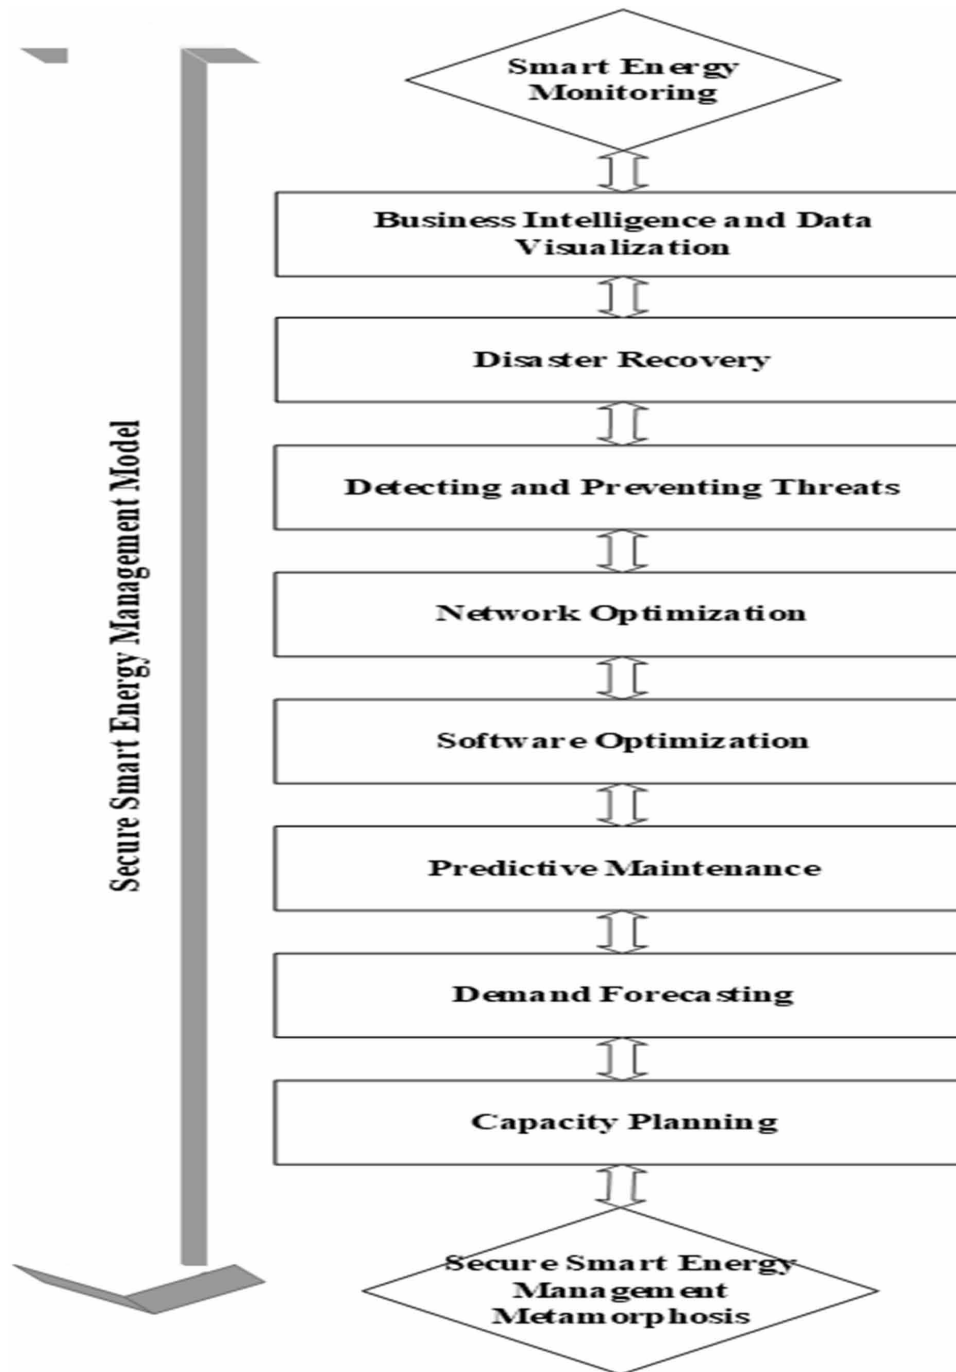 Secure Smart Energy Management Model
Smart Energy
Monitoring
Business Intelligence and Data
Visualization
Disaster Recovery
Detecting and Preventing Threats
Network Optimization
Software Optimization
Predictive Maintenance
Demand Forecasting
Capacity Planning
Secure Smart Energy
Management
Metamorphosis